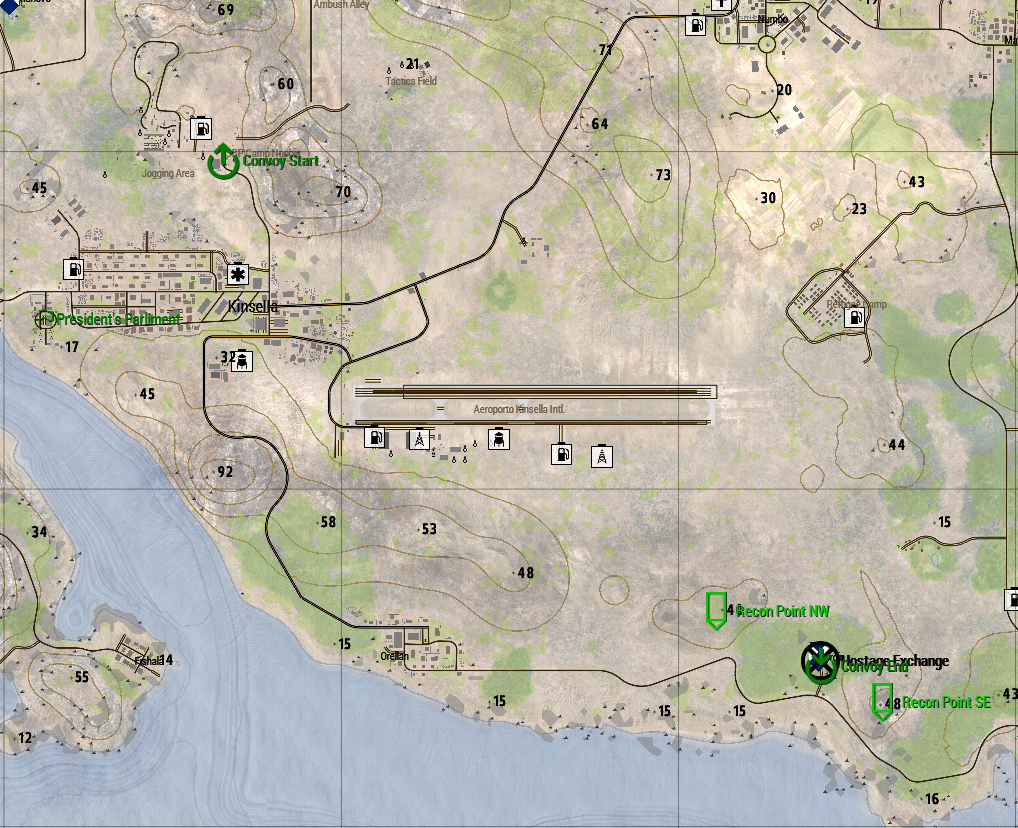 Ambush Alley
69
Numbo
71
21
Tactics Field
60
20
64
Convoy Start
Jogging Area
73
43
45
70
30
23
Kinsella
President's Parliment
17
32
45
Aeroporto Kinsella Intl.
44
92
34
58
53
15
48
Recon Point NW
15
Orellan
14
Hostage Exchange
Convoy End
55
15
15
15
48
Recon Point SE
43
12
16